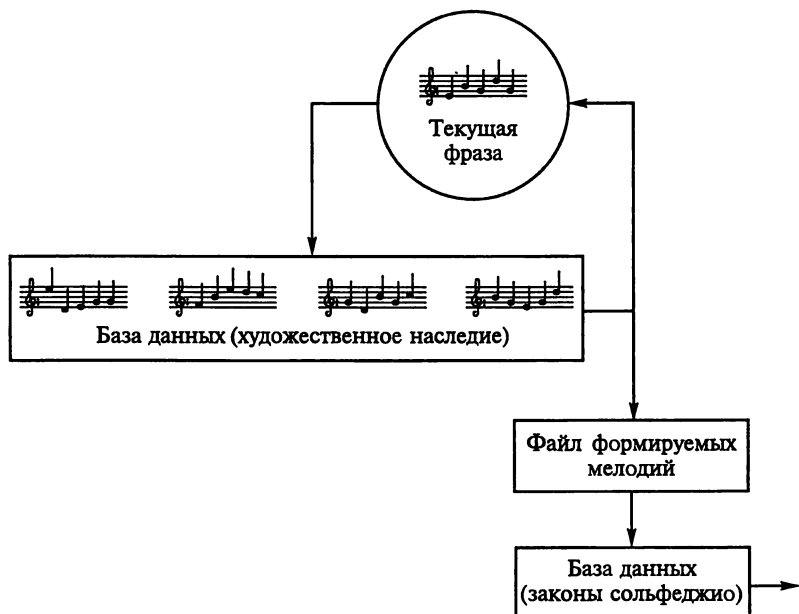 Текущая
фраза
База данных (художественное наследие)
Файл формируемых
мелодий
База данных
(законы сольфеджио)